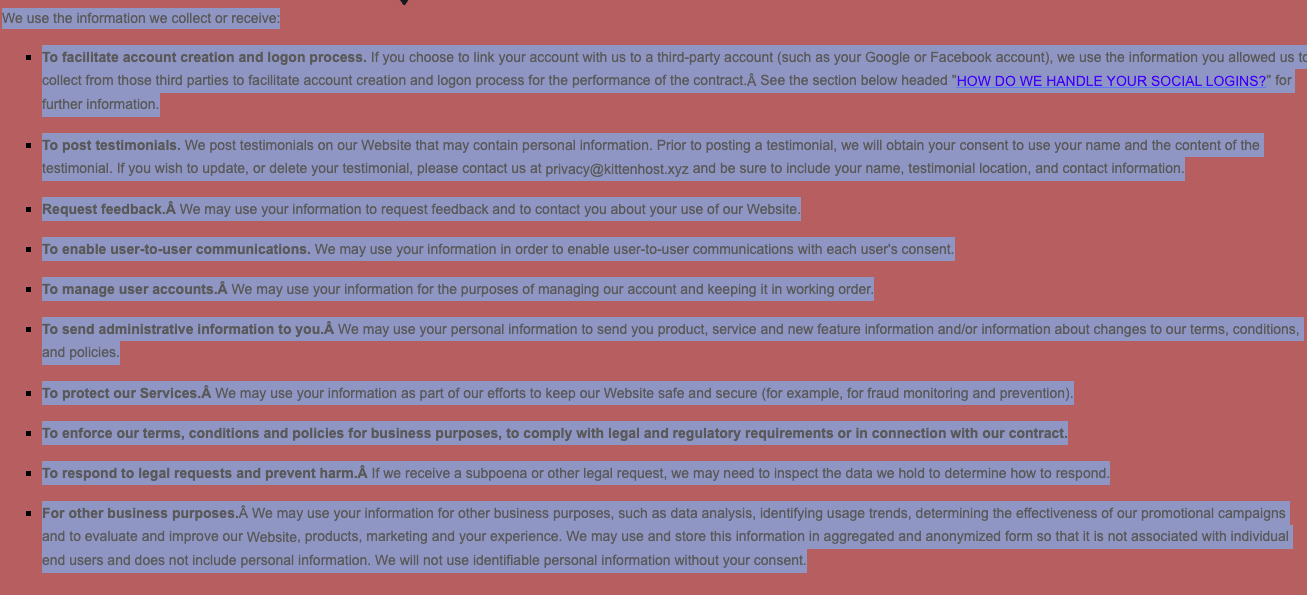 We use the information we collect or receive:
To facilitate account creation and logon process. If you choose to link your account with us to a third-party account (such as your Google or Facebook account), we use the information you allowed us to
collect from those third parties to facilitate account creation and logon process for the performance of the contract.Â See the section below headed "HOW DO WE HANDLE YOUR SOCIAL LOGINS?" for
further information.
To post testimonials. We post testimonials on our Website that may contain personal information. Prior to posting a testimonial, we will obtain your consent to use your name and the content of the
testimonial. If you wish to update, or delete your testimonial, please contact us at privacy@kittenhost.xyz and be sure to include your name, testimonial location, and contact information.
Request feedback.Â We may use your information to request feedback and to contact you about your use of our Website.
To enable user-to-user communications. We may use your information in order to enable user-to-user communications with each user's consent.
To manage user accounts.Â We may use your information for the purposes of managing our account and keeping it in working order.
To send administrative information to you.Â We may use your personal information to send you product, service and new feature information and/or information about changes to our terms, conditions,
and policies.
To protect our Services.Â We may use your information as part of our efforts to keep our Website safe and secure (for example, for fraud monitoring and prevention).
To enforce our terms, conditions and policies for business purposes, to comply with legal and regulatory requirements or in connection with our contract.
To respond to legal requests and prevent harm.Â If we receive a subpoena or other legal request, we may need to inspect the data we hold to determine how to respond.
For other business purposes.Â We may use your information for other business purposes, such as data analysis, identifying usage trends, determining the effectiveness of our promotional campaigns
and to evaluate and improve our Website, products, marketing and your experience. We may use and store this information in aggregated and anonymized form so that it is not associated with individual
end users and does not include personal information. We will not use identifiable personal information without your consent.